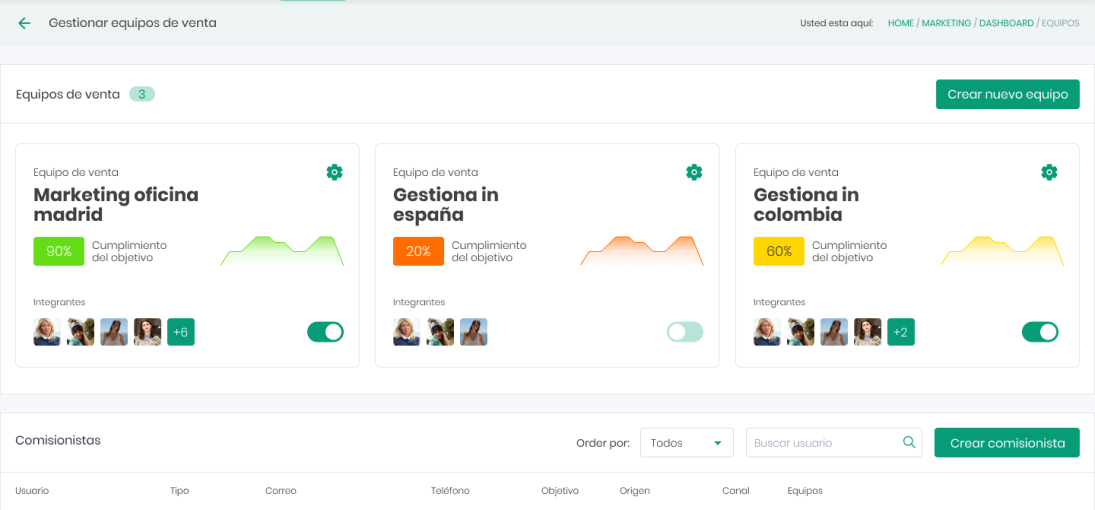 Gestionar equipos de venta
Usted esta aquí: HOME / MARKETING / DASHBOARD / EQUIPOS
Equipos de venta 3
Crear nuevo equipo
Equipo de venta
Marketing oficina
madrid
90%
Cumplimiento
del objetivo
Integrantes
+6
Equipo de venta
Gestiona in
españa
20%
Cumplimiento
del objetivo
Integrantes
Equipo de venta
Gestiona in
colombia
60%
Cumplimiento
del objetivo
Integrantes
+2
Comisionistas
Order por: Todos
Buscar usuario
Crear comisionista
Usuario Tipo Correo Teléfono Objetivo Origen Canal Equipos